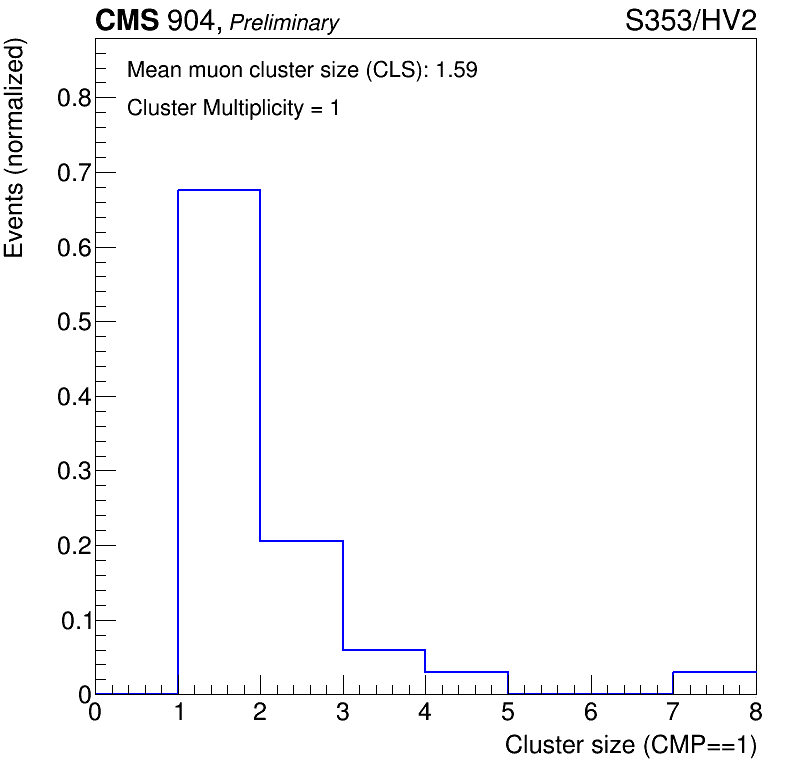 CMS 904, Preliminary S353/HV2
Mean muon cluster size (CLS): 1.59
Cluster Multiplicity = 1
Events (normalized)
0.8
0.7
0.6
0.5
0.4
0.3
0.2
0.1
0
0 1 2 3 4 5 6 7 8
Cluster size (CMP==1)